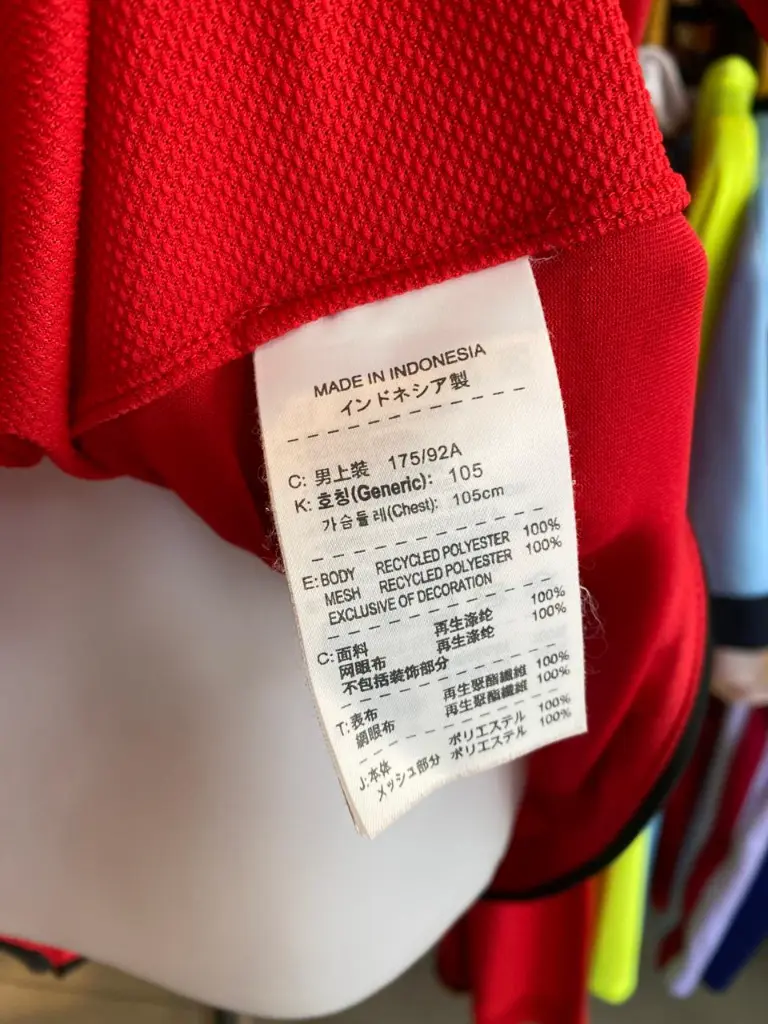 MADE IN INDONESIA
インドネシア製
C: 男上裝 175/92A
K: 호칭(Generic): 105
가슴둘레(Chest): 105cm
E: BODY RECYCLED POLYESTER 100%
MESH RECYCLED POLYESTER 100%
EXCLUSIVE OF DECORATION
C: 面料 再生涤纶 100%
网眼布 再生涤纶 100%
不包括装饰部分
T: 表布 再生聚酯纖維 100%
網眼布 再生聚酯纖維 100%
J: 本体 ポリエステル 100%
メッシュ部分 ポリエステル 100%